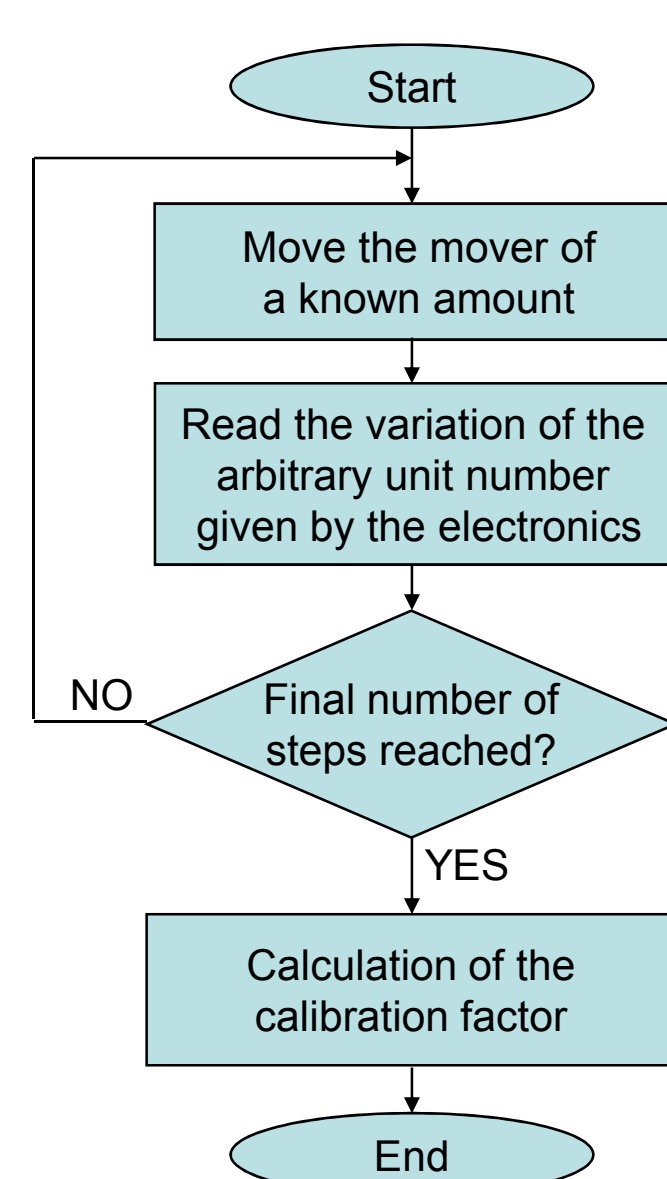 Start
Move the mover of
a known amount
Read the variation of the
arbitrary unit number
given by the electronics
NO
Final number of
steps reached?
YES
Calculation of the
calibration factor
End